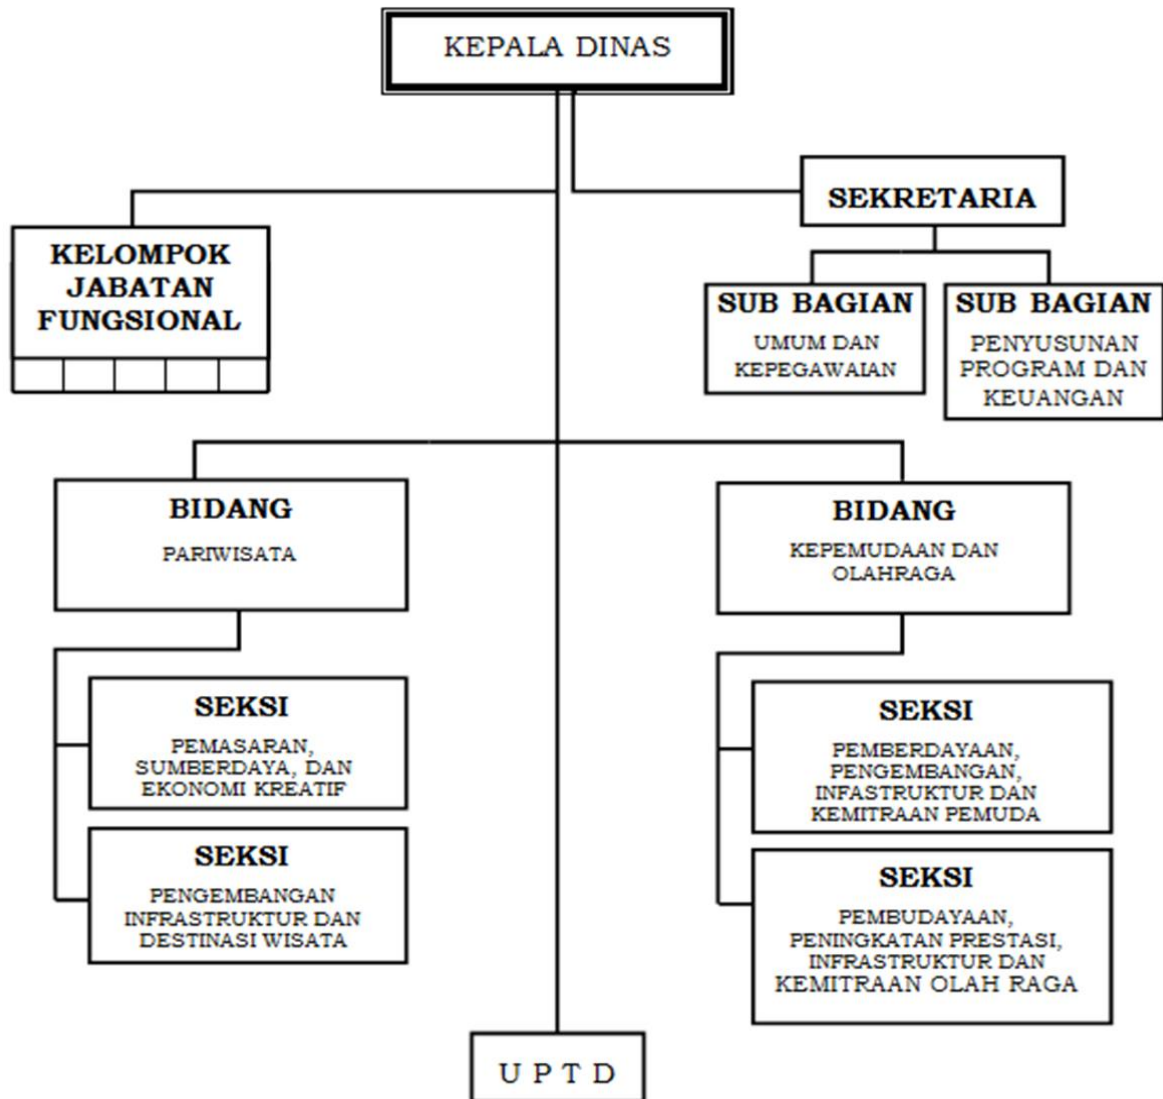 KEPALA DINAS
SEKRETARIA
KELOMPOK
JABATAN
FUNGSIONAL
SUB BAGIAN
UMUM DAN
KEPEGAWAIAN
SUB BAGIAN
PENYUSUNAN
PROGRAM DAN
KEUANGAN
BIDANG
PARIWISATA
SEKSI
PEMASARAN,
SUMBERDAYA, DAN
EKONOMI KREATIF
SEKSI
PENGEMBANGAN
INFRASTRUKTUR DAN
DESTINASI WISATA
BIDANG
KEPEMUDAAN DAN
OLAHRAGA
SEKSI
PEMBERDAYAAN,
PENGEMBANGAN,
INFASTRUKTUR DAN
KEMITRAAN PEMUDA
SEKSI
PEMBUDAYAAN,
PENINGKATAN PRESTASI,
INFRASTRUKTUR DAN
KEMITRAAN OLAH RAGA
U P T D